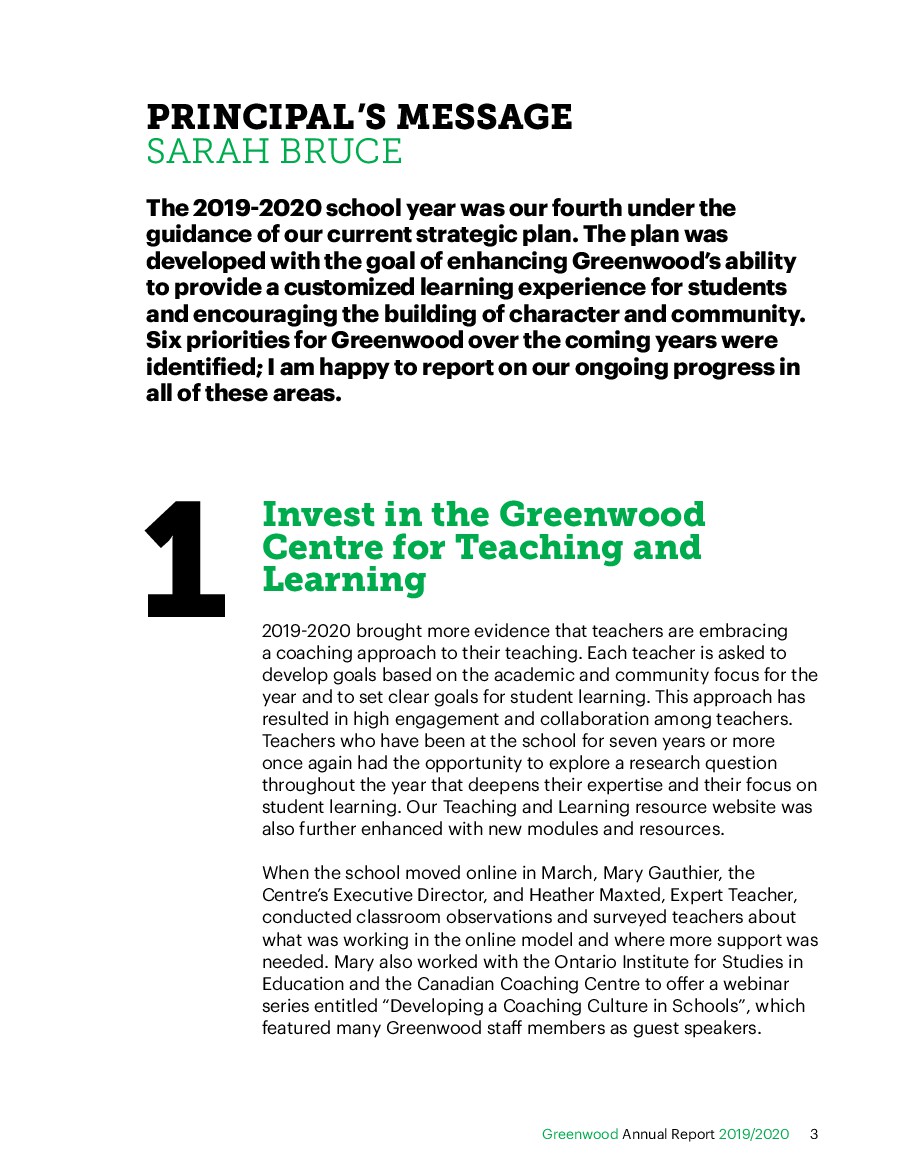 PRINCIPAL’S MESSAGE
SARAH BRUCE
The 2019-2020 school year was our fourth under the
guidance of our current strategic plan. The plan was
developed with the goal of enhancing Greenwood’s ability
to provide a customized learning experience for students
and encouraging the building of character and community.
Six priorities for Greenwood over the coming years were
identified; I am happy to report on our ongoing progress in
all of these areas.
1
Invest in the Greenwood
Centre for Teaching and
Learning
2019-2020 brought more evidence that teachers are embracing
a coaching approach to their teaching. Each teacher is asked to
develop goals based on the academic and community focus for the
year and to set clear goals for student learning. This approach has
resulted in high engagement and collaboration among teachers.
Teachers who have been at the school for seven years or more
once again had the opportunity to explore a research question
throughout the year that deepens their expertise and their focus on
student learning. Our Teaching and Learning resource website was
also further enhanced with new modules and resources.
When the school moved online in March, Mary Gauthier, the
Centre’s Executive Director, and Heather Maxted, Expert Teacher,
conducted classroom observations and surveyed teachers about
what was working in the online model and where more support was
needed. Mary also worked with the Ontario Institute for Studies in
Education and the Canadian Coaching Centre to offer a webinar
series entitled “Developing a Coaching Culture in Schools”, which
featured many Greenwood staff members as guest speakers.
Greenwood Annual Report 2019/2020 3